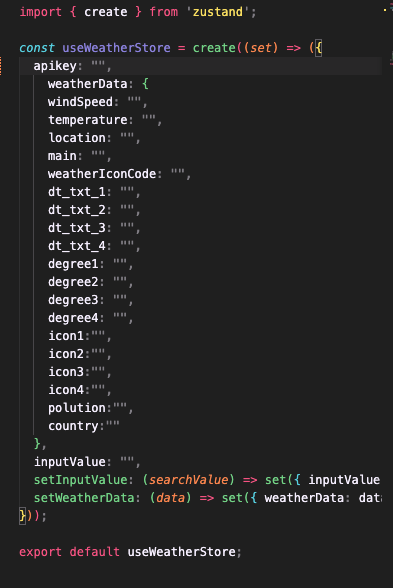 import { create } from 'zustand';
const useWeatherStore = create((set) => ({
apikey: "",
weatherData: {
windSpeed: "",
temperature: "",
location: "",
main: "",
weatherIconCode: "",
dt_txt_1: "",
dt_txt_2: "",
dt_txt_3: "",
dt_txt_4: "",
degree1: "",
degree2: "",
degree3: "",
degree4: "",
icon1:"",
icon2:"",
icon3:"",
icon4:"",
polution:"",
country:""
},
inputValue: "",
setInputValue: (searchValue) => set({ inputValue
setWeatherData: (data) => set({ weatherData: data
}));
export default useWeatherStore;